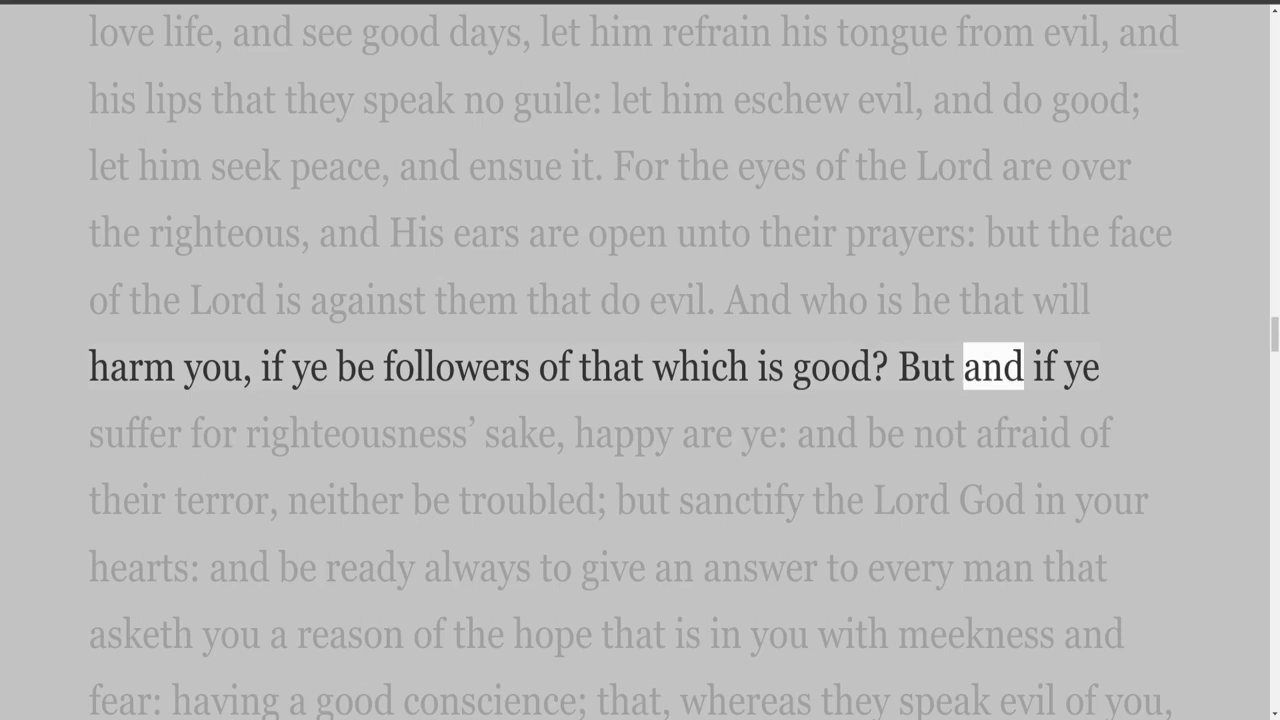 love life, and see good days, let him refrain his tongue from evil, and
his lips that they speak no guile: let him eschew evil, and do good;
let him seek peace, and ensue it. For the eyes of the Lord are over
the righteous, and His ears are open unto their prayers: but the face
of the Lord is against them that do evil. And who is he that will
harm you, if ye be followers of that which is good? But and if ye
suffer for righteousness’ sake, happy are ye: and be not afraid of
their terror, neither be troubled; but sanctify the Lord God in your
hearts: and be ready always to give an answer to every man that
asketh you a reason of the hope that is in you with meekness and
fear: having a good conscience; that, whereas they speak evil of you,